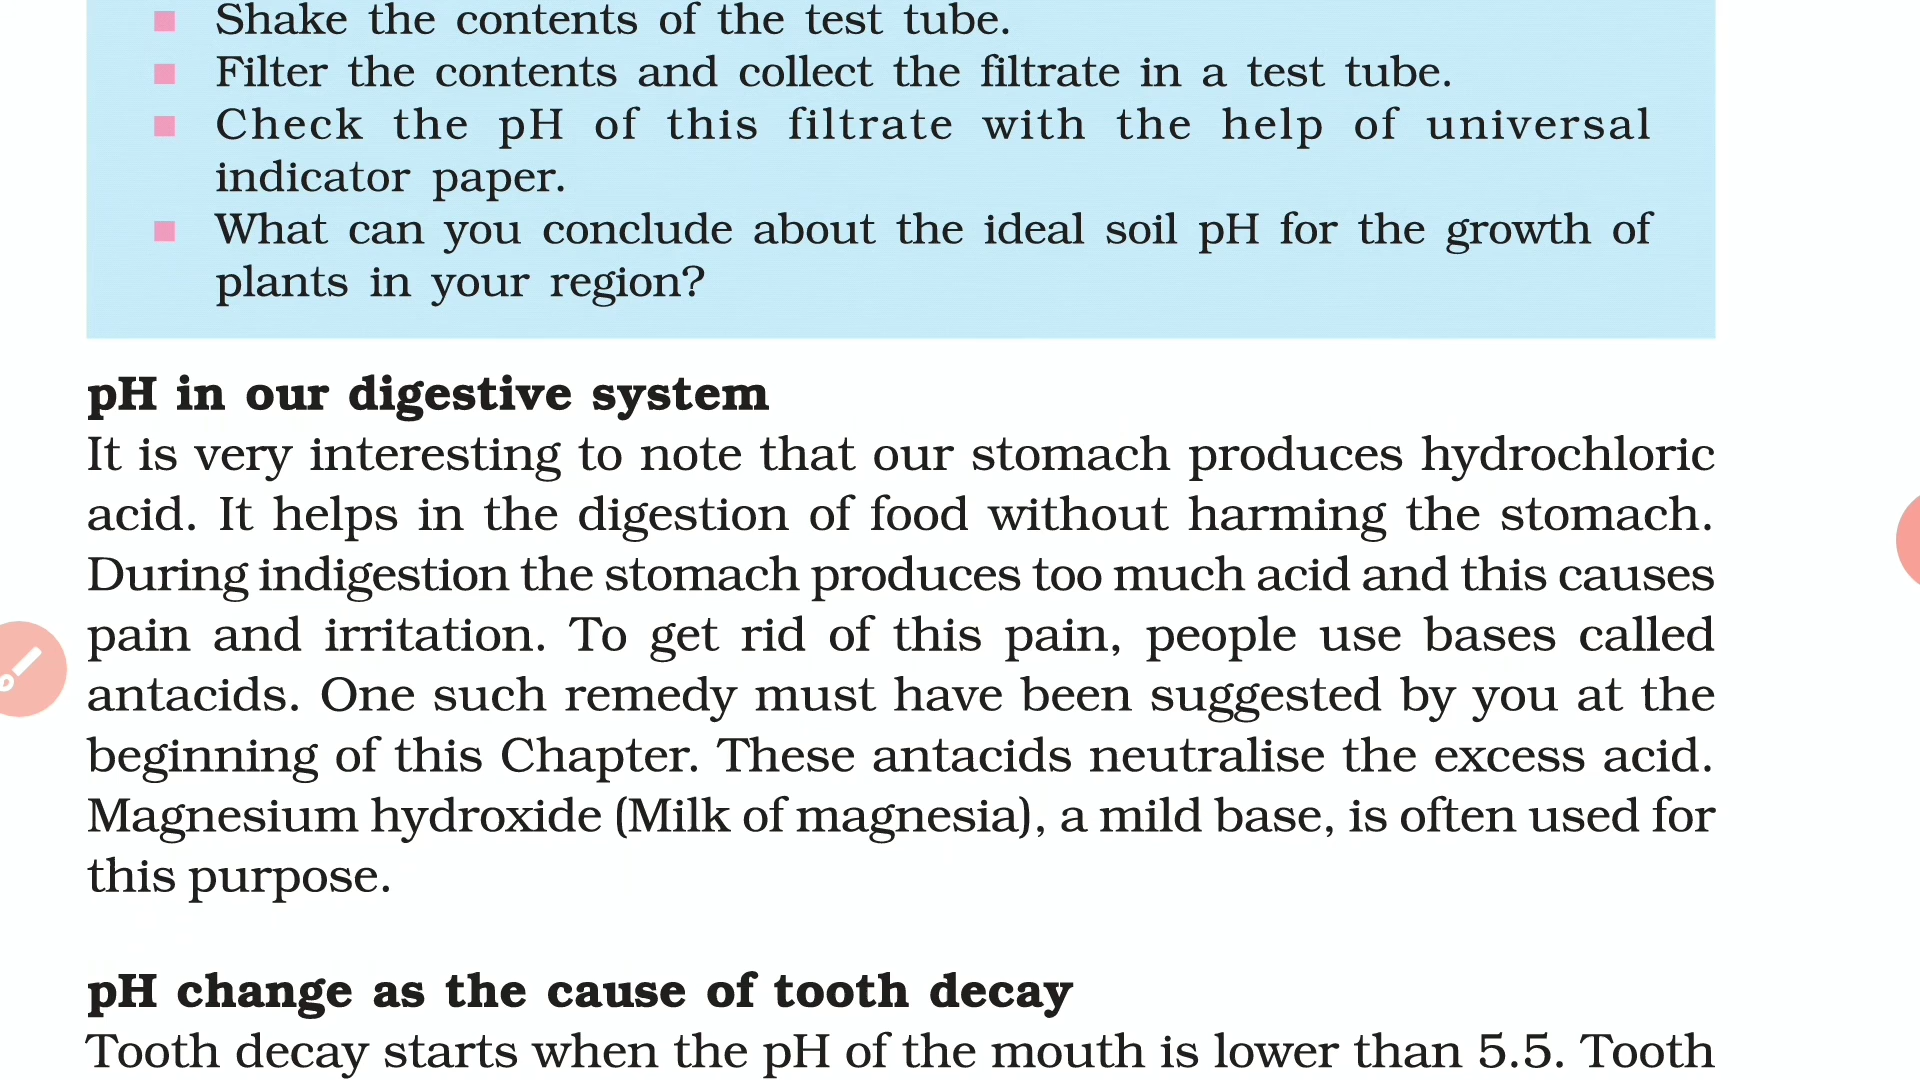 Shake the contents of the test tube.
Filter the contents and collect the filtrate in a test tube.
Check the pH of this filtrate with the help of universal
indicator paper.
What can you conclude about the ideal soil pH for the growth of
plants in your region?
pH in our digestive system
It is very interesting to note that our stomach produces hydrochloric
acid. It helps in the digestion of food without harming the stomach.
During indigestion the stomach produces too much acid and this causes
pain and irritation. To get rid of this pain, people use bases called
antacids. One such remedy must have been suggested by you at the
beginning of this Chapter. These antacids neutralise the excess acid.
Magnesium hydroxide (Milk of magnesia), a mild base, is often used for
this purpose.
pH change as the cause of tooth decay
Tooth decay starts when the pH of the mouth is lower than 5.5. Tooth